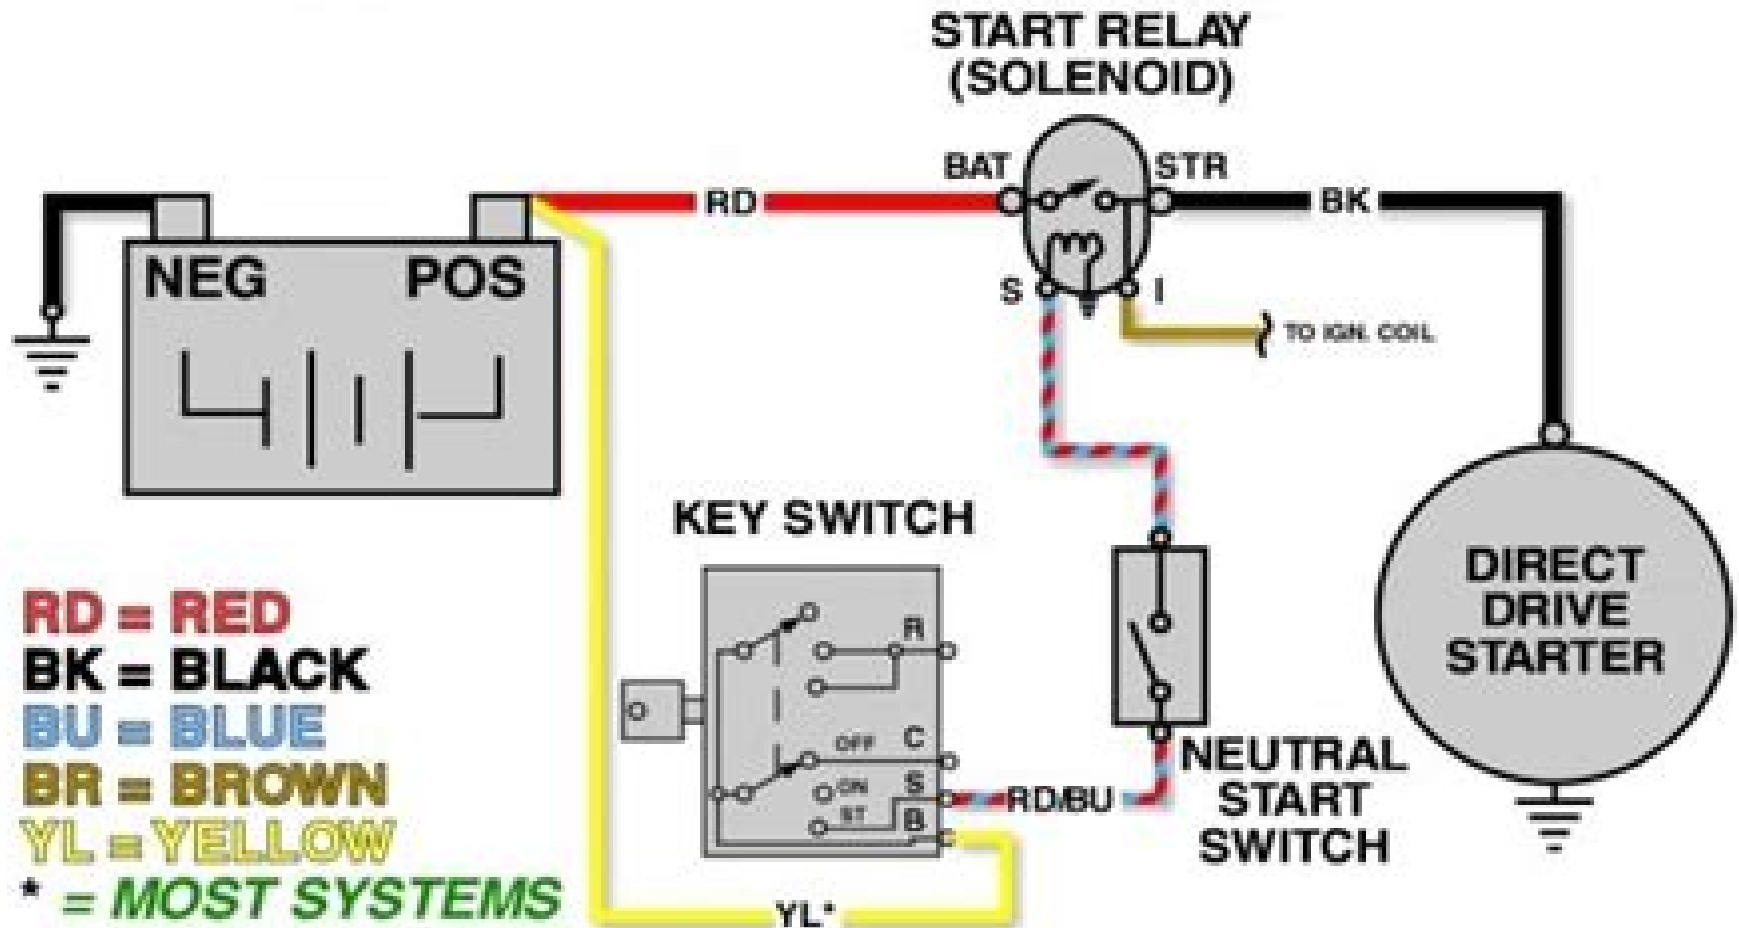 START RELAY
(SOLENOID)
BAT
STR
RD
BK
NEG
POS
S
I
TO IGN. COIL
KEY SWITCH
DIRECT
DRIVE
STARTER
RD = RED
BK = BLACK
BU = BLUE
BR = BROWN
YL = YELLOW
* = MOST SYSTEMS
R
OFF
C
ON
S
ST
B
RD/BU
NEUTRAL
START
SWITCH
YL*